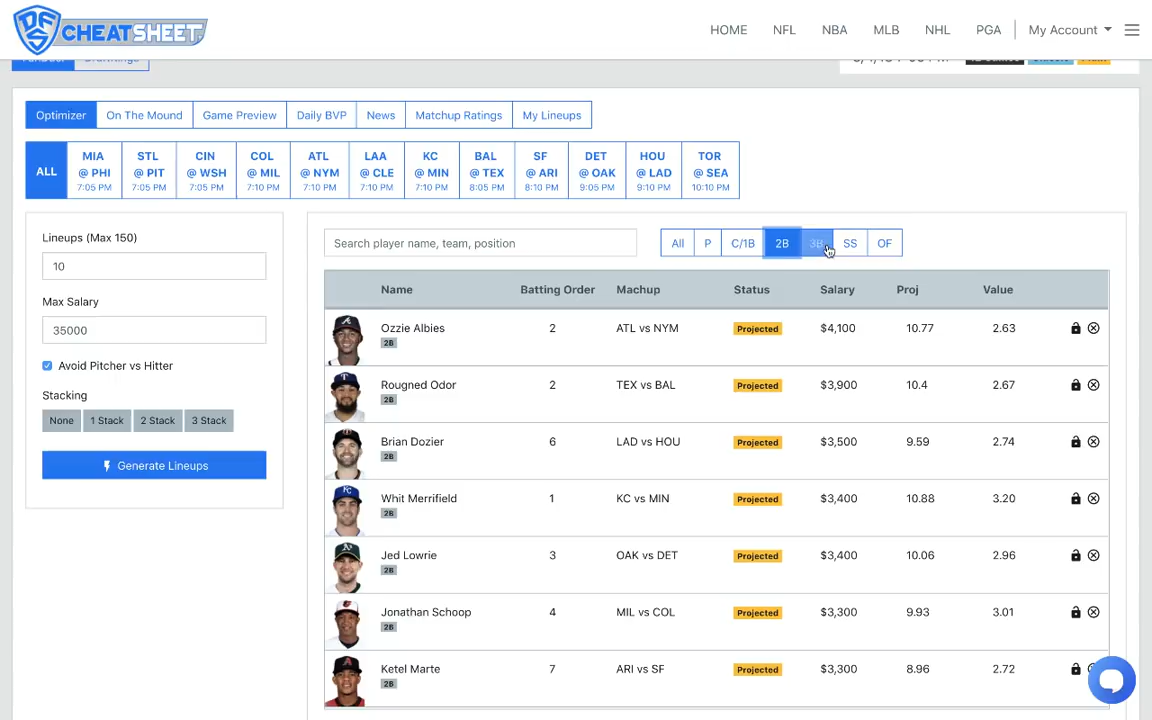 DFS CHEATSHEET
HOME NFL NBA MLB NHL PGA My Account
Optimizer On The Mound Game Preview Daily BVP News Matchup Ratings My Lineups
ALL
MIA @ PHI 7:05 PM
STL @ PIT 7:05 PM
CIN @ WSH 7:05 PM
COL @ MIL 7:10 PM
ATL @ NYM 7:10 PM
LAA @ CLE 7:10 PM
KC @ MIN 7:10 PM
BAL @ TEX 8:05 PM
SF @ ARI 8:10 PM
DET @ OAK 9:05 PM
HOU @ LAD 9:10 PM
TOR @ SEA 10:10 PM
Lineups (Max 150)
10
Max Salary
35000
Avoid Pitcher vs Hitter
Stacking
None 1 Stack 2 Stack 3 Stack
Generate Lineups
Search player name, team, position
All P C/1B 2B 3B SS OF
Name Batting Order Machup Status Salary Proj Value
Ozzie Albies 2 ATL vs NYM Projected $4,100 10.77 2.63
2B
Rougned Odor 2 TEX vs BAL Projected $3,900 10.4 2.67
2B
Brian Dozier 6 LAD vs HOU Projected $3,500 9.59 2.74
2B
Whit Merrifield 1 KC vs MIN Projected $3,400 10.88 3.20
2B
Jed Lowrie 3 OAK vs DET Projected $3,400 10.06 2.96
2B
Jonathan Schoop 4 MIL vs COL Projected $3,300 9.93 3.01
2B
Ketel Marte 7 ARI vs SF Projected $3,300 8.96 2.72
2B